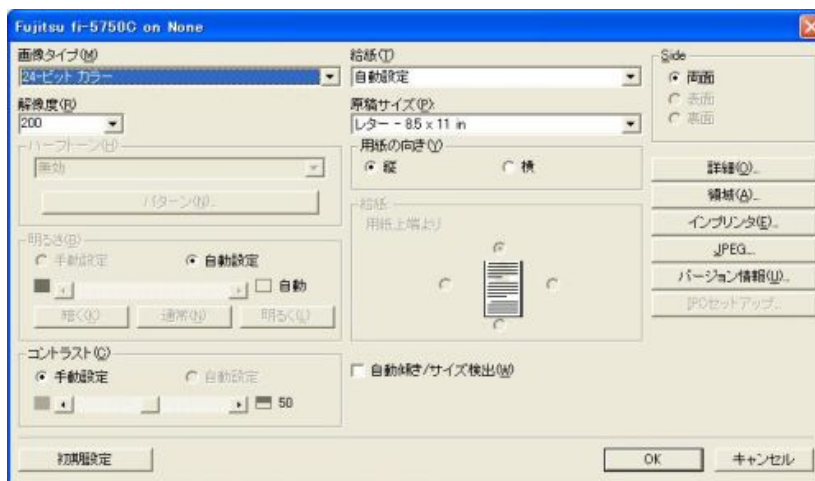 Fujitsu fi-5750C on None
画像タイプ(M)
24-ビット カラー
解像度(R)
200
ハーフトーン(H)
無効
パターン(N)...
明るさ(B)
手動設定
自動設定
自動
暗く(K)
通常(N)
明るく(L)
コントラスト(C)
手動設定
自動設定
50
初期設定
給紙(T)
自動設定
原稿サイズ(P):
レター - 8.5 x 11 in
用紙の向き(Y)
縦
横
給紙
用紙上端より
自動傾き/サイズ検出(W)
Side
両面
表面
裏面
詳細(O)...
領域(A)...
インプリンタ(E)...
JPEG...
バージョン情報(U)...
IPCセットアップ...
OK
キャンセル